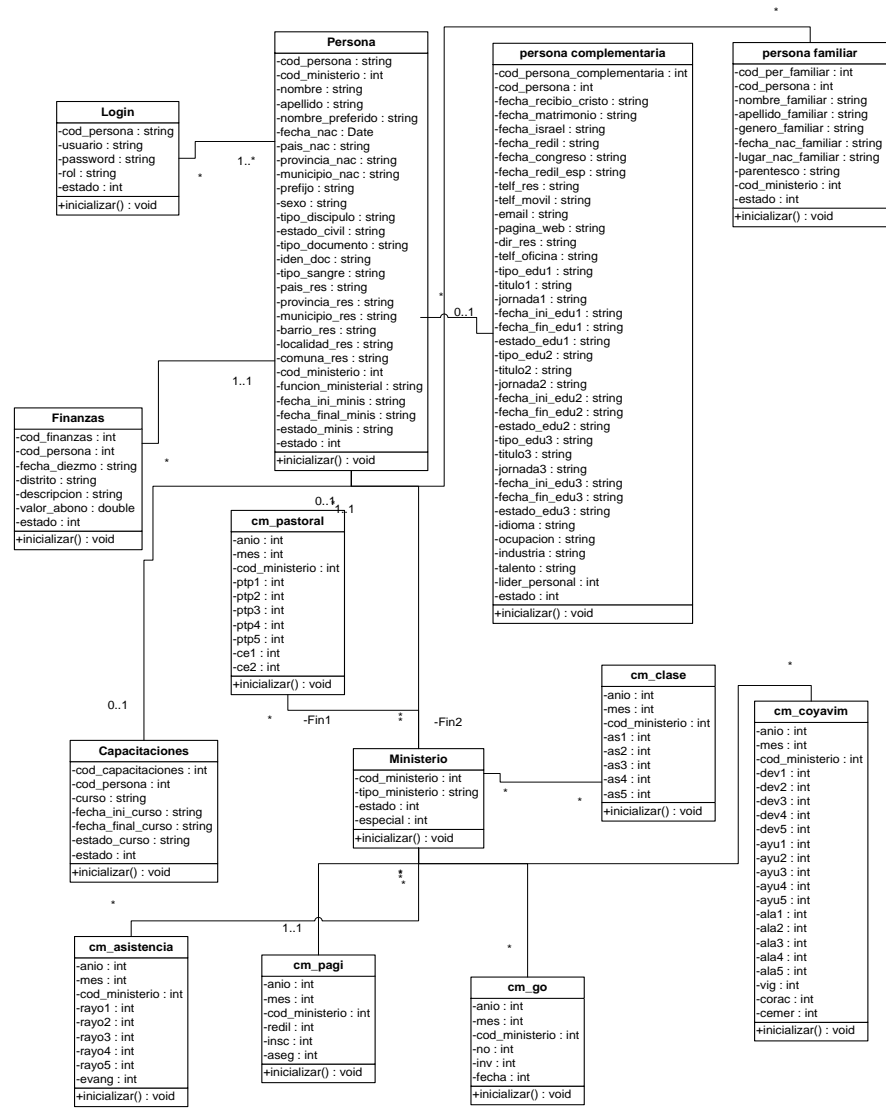 *
Persona
-cod_persona : string
-cod_ministerio : int
-nombre : string
-apellido : string
-nombre_preferido : string
-fecha_nac : Date
-pais_nac : string
-provincia_nac : string
-municipio_nac : string
-prefijo : string
-sexo : string
-tipo_discipulo : string
-estado_civil : string
-tipo_documento : string
-iden_doc : string
-tipo_sangre : string
-pais_res : string
-provincia_res : string
-municipio_res : string
-barrio_res : string
-localidad_res : string
-comuna_res : string
-cod_ministerio : int
-funcion_ministerial : string
-fecha_ini_minis : string
-fecha_final_minis : string
-estado_minis : string
-estado : int
+inicializar() : void
persona complementaria
-cod_persona_complementaria : int
-cod_persona : int
-fecha_recibio_cristo : string
-fecha_matrimonio : string
-fecha_israel : string
-fecha_redil : string
-fecha_congreso : string
-fecha_redil_esp : string
-telf_res : string
-telf_movil : string
-email : string
-pagina_web : string
-dir_res : string
-telf_oficina : string
-tipo_edu1 : string
-titulo1 : string
-jornada1 : string
-fecha_ini_edu1 : string
-fecha_fin_edu1 : string
-estado_edu1 : string
-tipo_edu2 : string
-titulo2 : string
-jornada2 : string
-fecha_ini_edu2 : string
-fecha_fin_edu2 : string
-estado_edu2 : string
-tipo_edu3 : string
-titulo3 : string
-jornada3 : string
-fecha_ini_edu3 : string
-fecha_fin_edu3 : string
-estado_edu3 : string
-idioma : string
-ocupacion : string
-industria : string
-talento : string
-lider_personal : int
-estado : int
+inicializar() : void
persona familiar
-cod_per_familiar : int
-cod_persona : int
-nombre_familiar : string
-apellido_familiar : string
-genero_familiar : string
-fecha_nac_familiar : string
-lugar_nac_familiar : string
-parentesco : string
-cod_ministerio : int
-estado : int
+inicializar() : void
Login
-cod_persona : string
-usuario : string
-password : string
-rol : string
-estado : int
+inicializar() : void
1..*
*
*
0..1
1..1
Finanzas
-cod_finanzas : int
-cod_persona : int
-fecha_diezmo : string
-distrito : string
-descripcion : string
-valor_abono : double
-estado : int
+inicializar() : void
*
0..1
*
1..1
cm_pastoral
-anio : int
-mes : int
-cod_ministerio : int
-ptp1 : int
-ptp2 : int
-ptp3 : int
-ptp4 : int
-ptp5 : int
-ce1 : int
-ce2 : int
+inicializar() : void
0..1
*
-Fin1
*
*
-Fin2
Capacitaciones
-cod_capacitaciones : int
-cod_persona : int
-curso : string
-fecha_ini_curso : string
-fecha_final_curso : string
-estado_curso : string
-estado : int
+inicializar() : void
Ministerio
-cod_ministerio : int
-tipo_ministerio : string
-estado : int
-especial : int
+inicializar() : void
*
*
cm_clase
-anio : int
-mes : int
-cod_ministerio : int
-as1 : int
-as2 : int
-as3 : int
-as4 : int
-as5 : int
+inicializar() : void
*
cm_coyavim
-anio : int
-mes : int
-cod_ministerio : int
-dev1 : int
-dev2 : int
-dev3 : int
-dev4 : int
-dev5 : int
-ayu1 : int
-ayu2 : int
-ayu3 : int
-ayu4 : int
-ayu5 : int
-ala1 : int
-ala2 : int
-ala3 : int
-ala4 : int
-ala5 : int
-vig : int
-corac : int
-cemer : int
+inicializar() : void
*
*
*
*
1..1
*
cm_asistencia
-anio : int
-mes : int
-cod_ministerio : int
-rayo1 : int
-rayo2 : int
-rayo3 : int
-rayo4 : int
-rayo5 : int
-evang : int
+inicializar() : void
cm_pagi
-anio : int
-mes : int
-cod_ministerio : int
-redil : int
-insc : int
-aseg : int
+inicializar() : void
cm_go
-anio : int
-mes : int
-cod_ministerio : int
-no : int
-inv : int
-fecha : int
+inicializar() : void